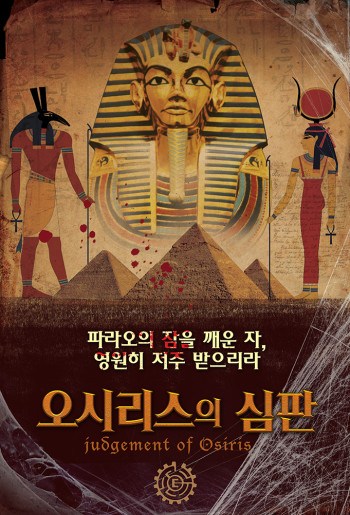 파라오의 잠을 깨운 자,
영원히 저주 받으리라
오시리스의 심판
judgement of Osiris
E